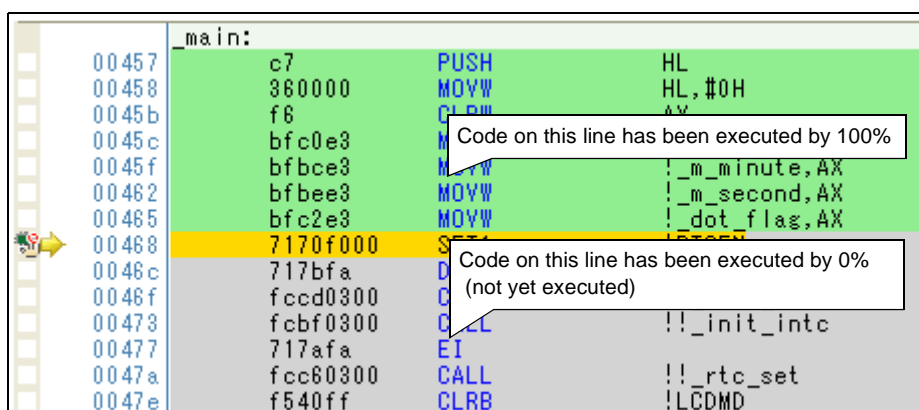 _main:
00457 c7 PUSH HL
00458 360000 MOVW HL,#0H
0045b f6 CLRW AX
0045c bfc0e3
0045f bfbce3 MOVW !_m_minute,AX
00462 bfbee3 MOVW !_m_second,AX
00465 bfc2e3 MOVW !_dot_flag,AX
00468 7170f000 SET1 !RTCEN
0046c 717bfa
0046f fccd0300
00473 fcbf0300 CALL !!_init_intc
00477 717afa EI
0047a fcc60300 CALL !!_rtc_set
0047e f540ff CLRB !LCDMD
Code on this line has been executed by 100%
Code on this line has been executed by 0%
(not yet executed)